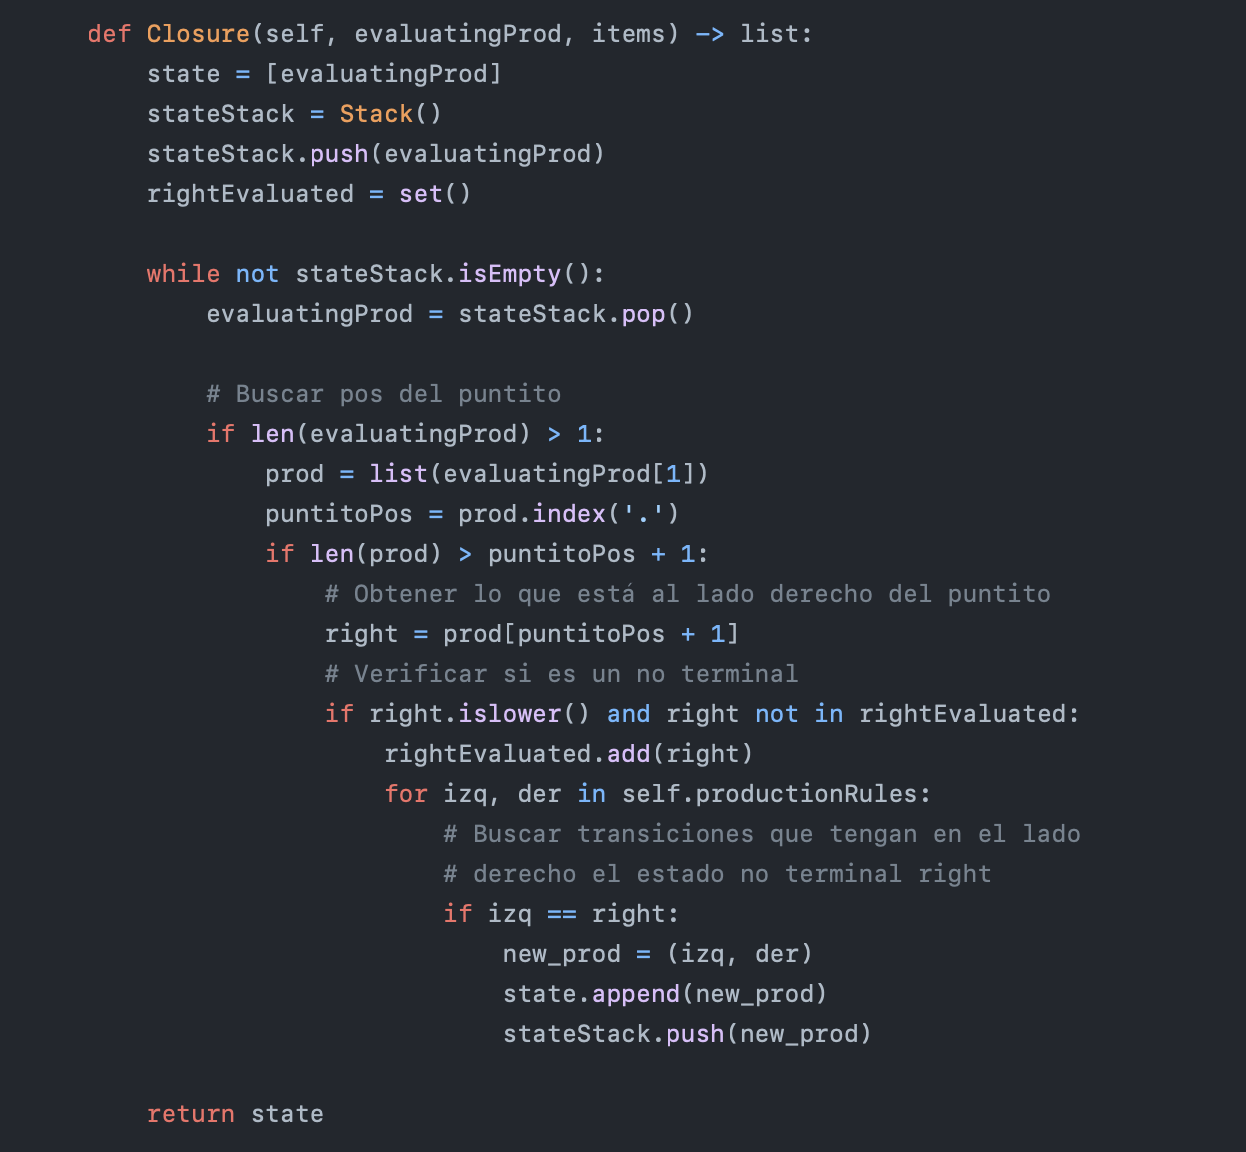 def Closure(self, evaluatingProd, items) -> list:
    state = [evaluatingProd]
    stateStack = Stack()
    stateStack.push(evaluatingProd)
    rightEvaluated = set()

    while not stateStack.isEmpty():
        evaluatingProd = stateStack.pop()

        # Buscar pos del puntito
        if len(evaluatingProd) > 1:
            prod = list(evaluatingProd[1])
            puntitoPos = prod.index('.')
            if len(prod) > puntitoPos + 1:
                # Obtener lo que está al lado derecho del puntito
                right = prod[puntitoPos + 1]
                # Verificar si es un no terminal
                if right.islower() and right not in rightEvaluated:
                    rightEvaluated.add(right)
                    for izq, der in self.productionRules:
                        # Buscar transiciones que tengan en el lado
                        # derecho el estado no terminal right
                        if izq == right:
                            new_prod = (izq, der)
                            state.append(new_prod)
                            stateStack.push(new_prod)

    return state